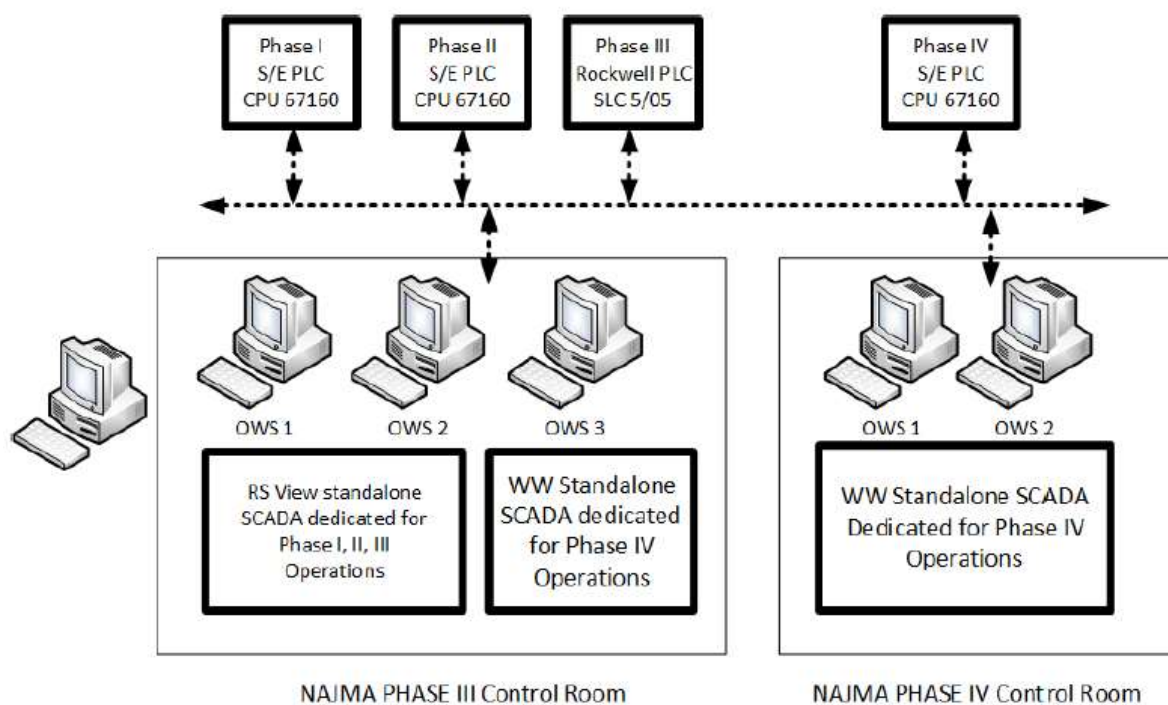 Phase I
S/E PLC
CPU 67160
Phase II
S/E PLC
CPU 67160
Phase III
Rockwell PLC
SLC 5/05
Phase IV
S/E PLC
CPU 67160
OWS 1
OWS 2
OWS 3
OWS 1
OWS 2
RS View standalone
SCADA dedicated for
Phase I, II, III
Operations
WW Standalone
SCADA dedicated
for Phase IV
Operations
WW Standalone SCADA
Dedicated for Phase IV
Operations
NAJMA PHASE III Control Room
NAJMA PHASE IV Control Room